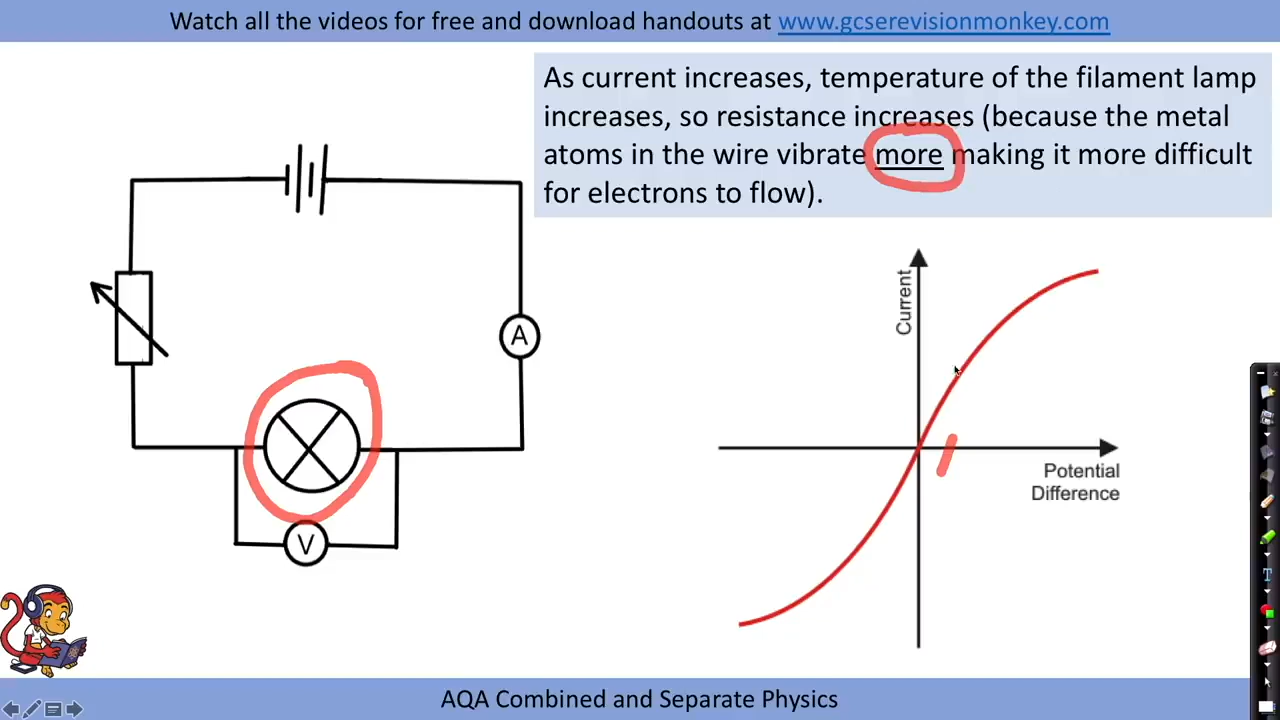 Watch all the videos for free and download handouts at www.gcserevisionmonkey.com
As current increases, temperature of the filament lamp
increases, so resistance increases (because the metal
atoms in the wire vibrate more making it more difficult
for electrons to flow).
A
V
Current
Potential
Difference
T
AQA Combined and Separate Physics